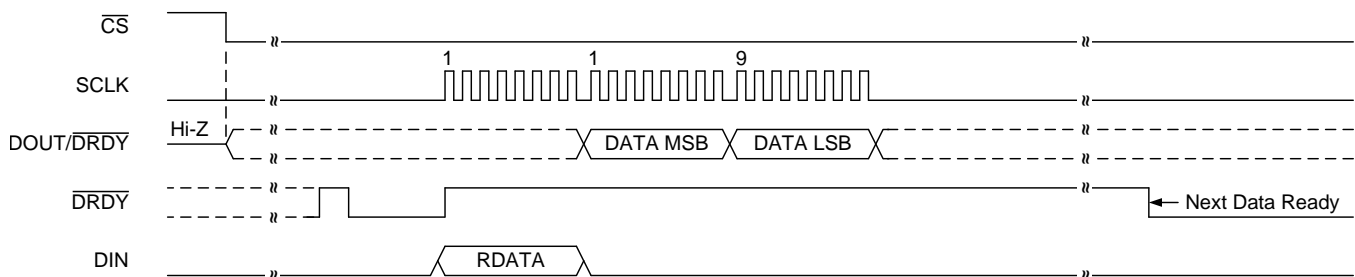 CS
1 1 9
SCLK
Hi-Z
DOUT/DRDY DATA MSB DATA LSB
DRDY Next Data Ready
DIN RDATA